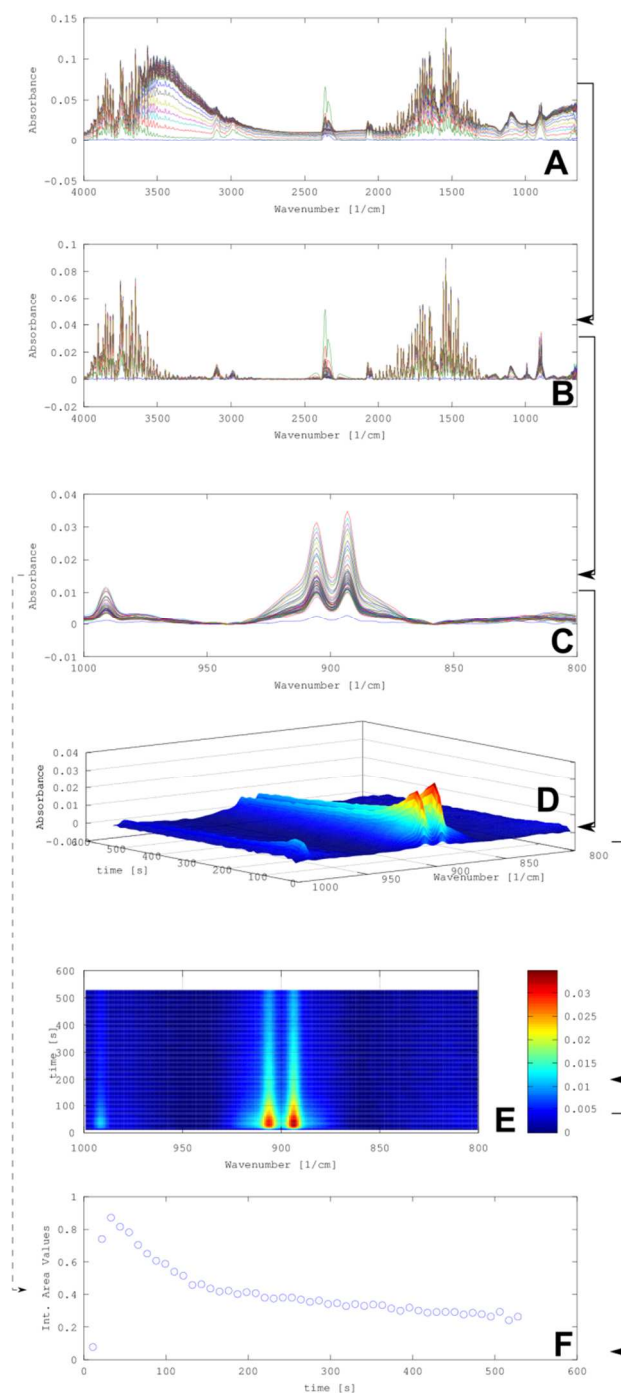 0.15
0.1
0.05
0
-0.05
Absorbance
4000 3500 3000 2500 2000 1500 1000
Wavenumber [1/cm]
A
0.1
0.08
0.06
0.04
0.02
0
-0.02
Absorbance
4000 3500 3000 2500 2000 1500 1000
Wavenumber [1/cm]
B
0.04
0.03
0.02
0.01
0
-0.01
Absorbance
1000 950 900 850 800
Wavenumber [1/cm]
C
0.04
0.03
0.02
0.01
0
Absorbance
500 400 300 200 100 0
time [s]
1000 950 900 850 800
Wavenumber [1/cm]
D
600
500
400
300
200
100
0
time [s]
1000 950 900 850 800
Wavenumber [1/cm]
E
0.03
0.025
0.02
0.015
0.01
0.005
0
1
0.8
0.6
0.4
0.2
0
Int. Area Values
0 100 200 300 400 500 600
time [s]
F